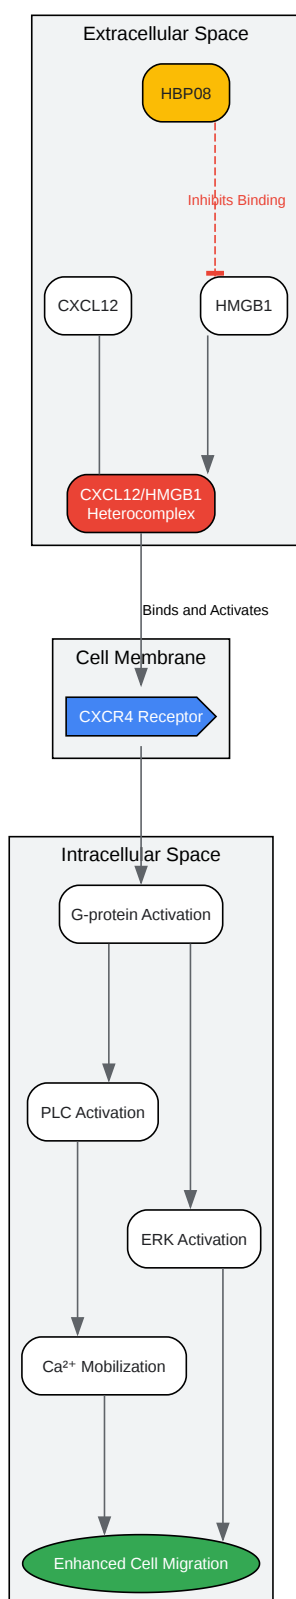 Extracellular Space
HBP08
Inhibits Binding
CXCL12
HMGB1
CXCL12/HMGB1
Heterocomplex
Binds and Activates
Cell Membrane
CXCR4 Receptor
Intracellular Space
G-protein Activation
PLC Activation
ERK Activation
Ca²⁺ Mobilization
Enhanced Cell Migration